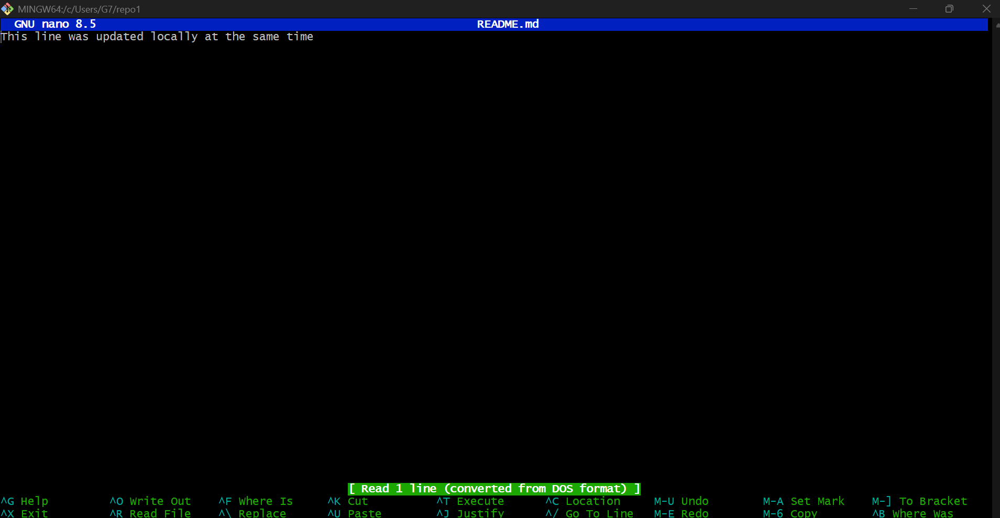 MINGW64:/c/Users/G7/repo1
GNU nano 8.5 README.md
This line was updated locally at the same time
[ Read 1 line (converted from DOS format) ]
^G Help ^O Write Out ^F Where Is ^K Cut ^T Execute ^C Location M-U Undo M-A Set Mark M-] To Bracket
^X Exit ^R Read File ^\ Replace ^U Paste ^J Justify ^/ Go To Line M-E Redo M-6 Copy ^B Where Was